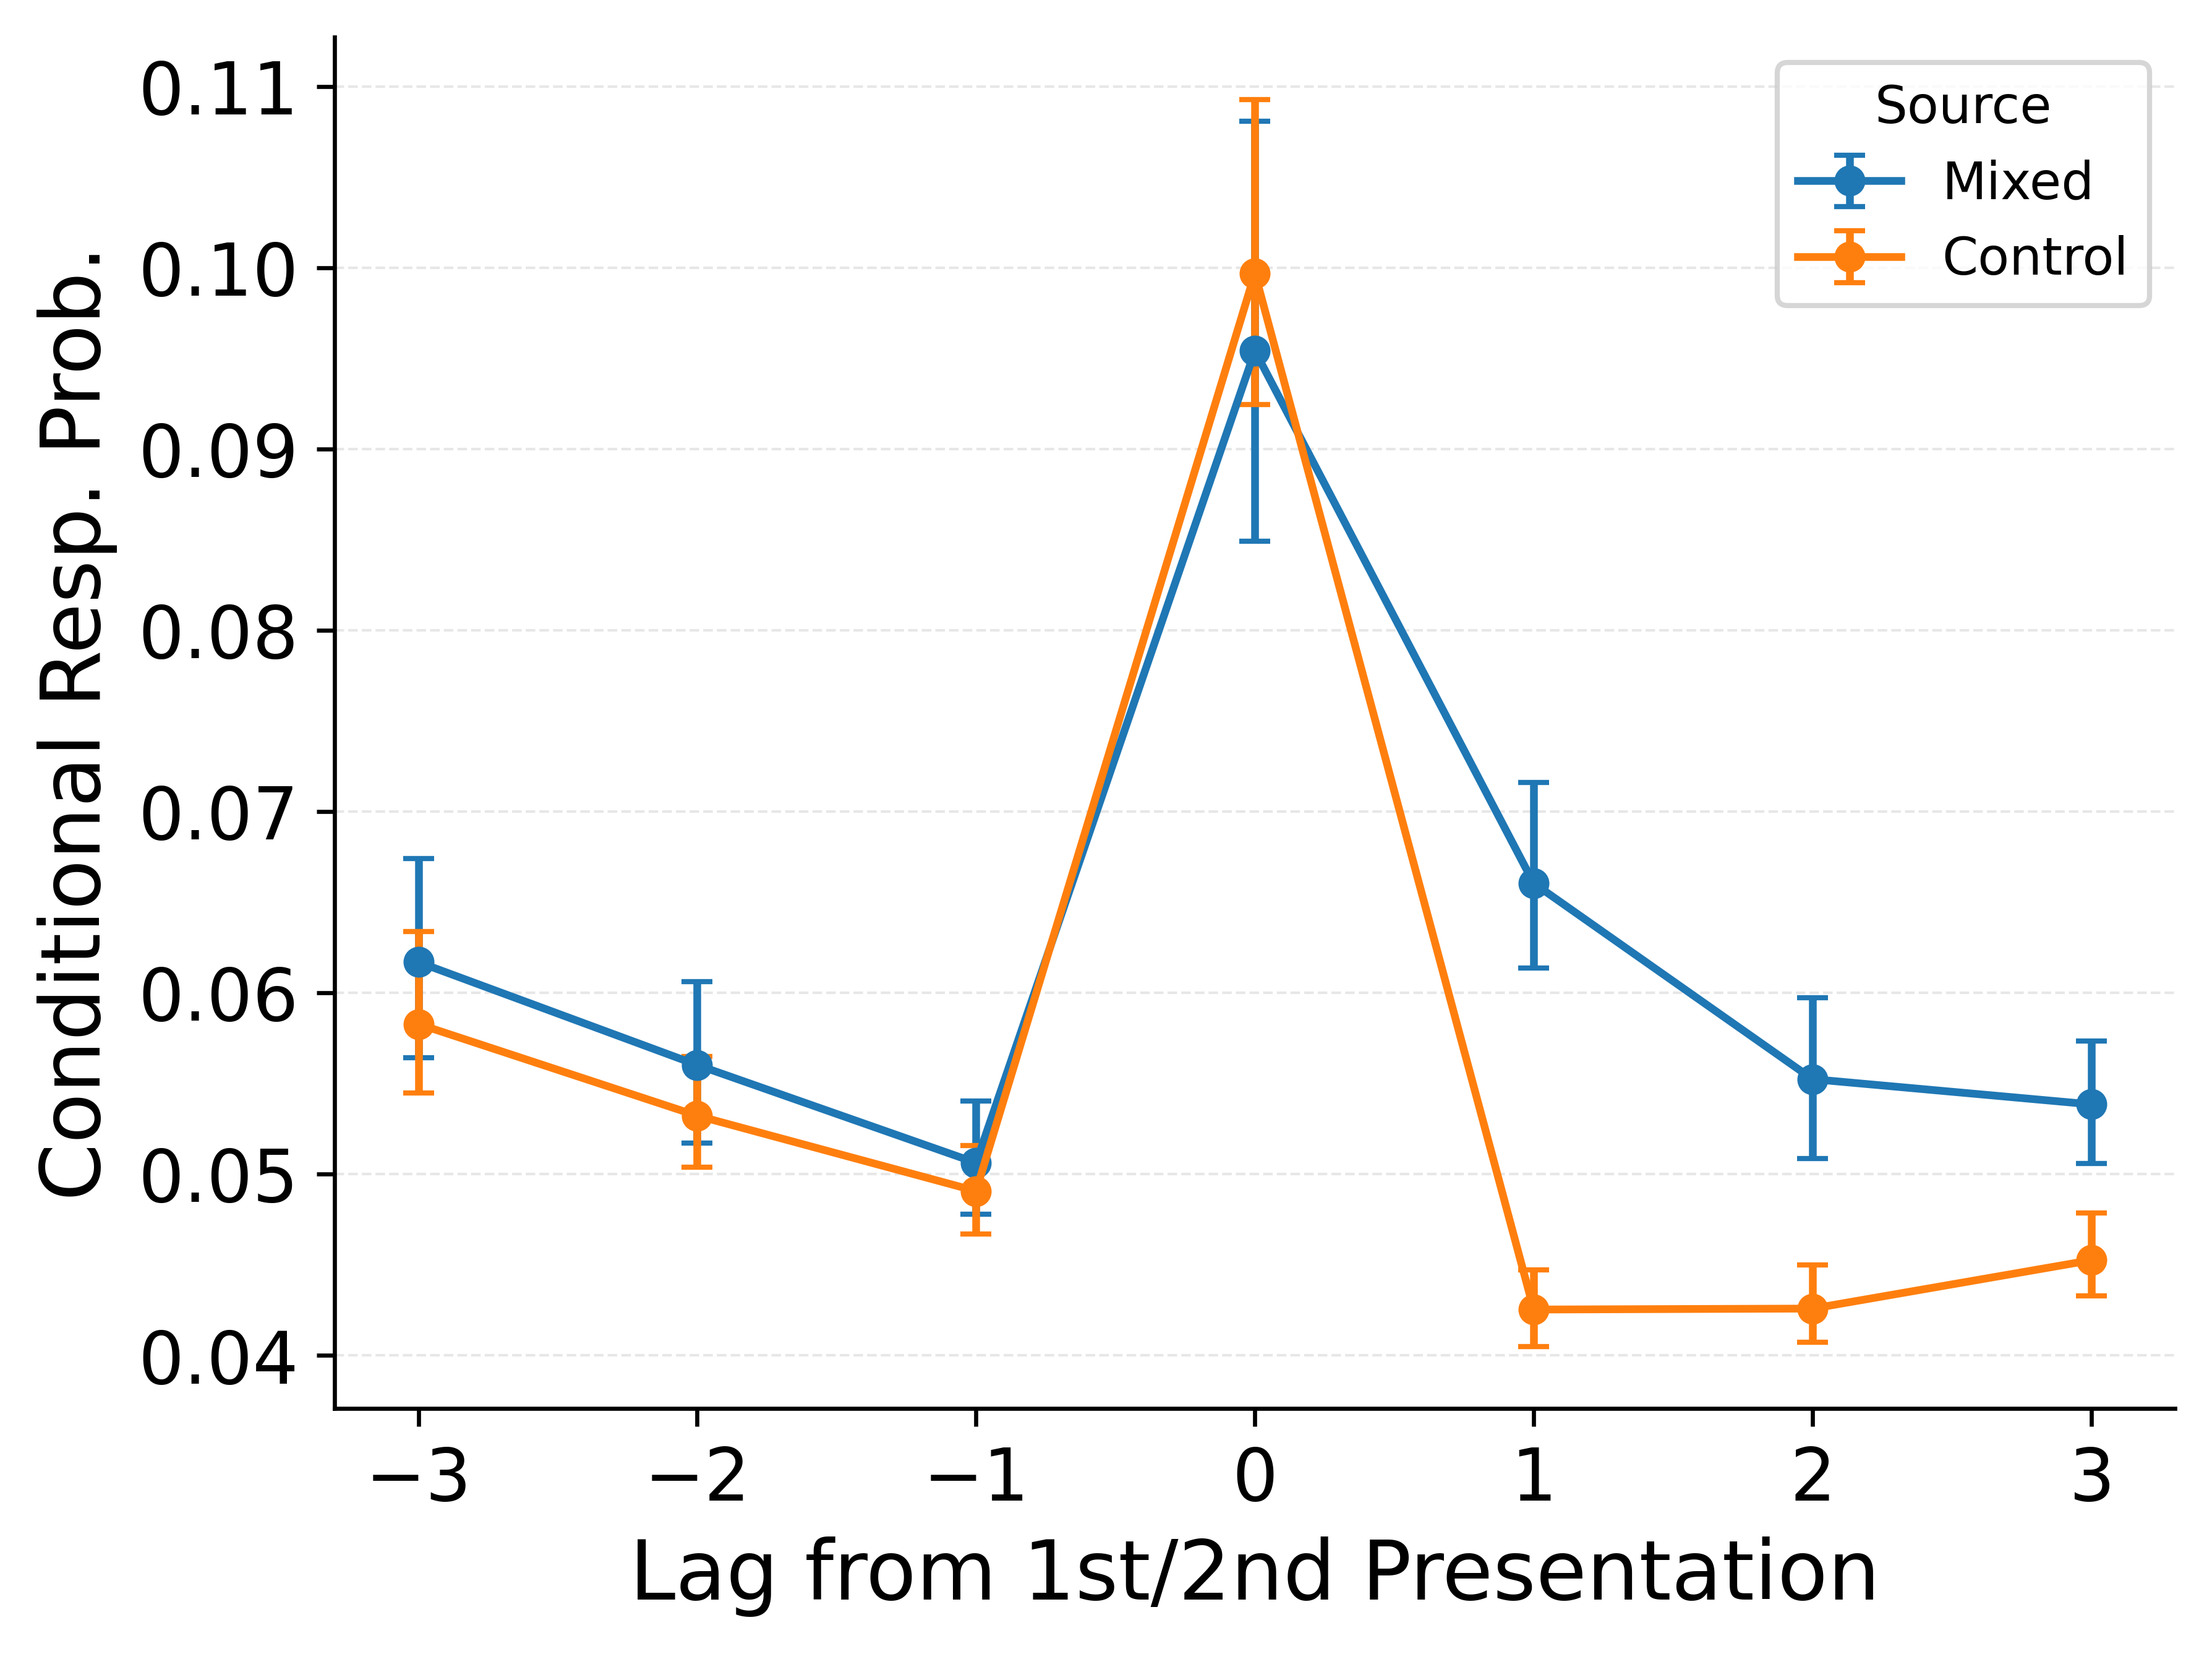 Conditional Resp. Prob.
0.11
0.10
0.09
0.08
0.07
0.06
0.05
0.04
Source
Mixed
Control
−3 −2 −1 0 1 2 3
Lag from 1st/2nd Presentation